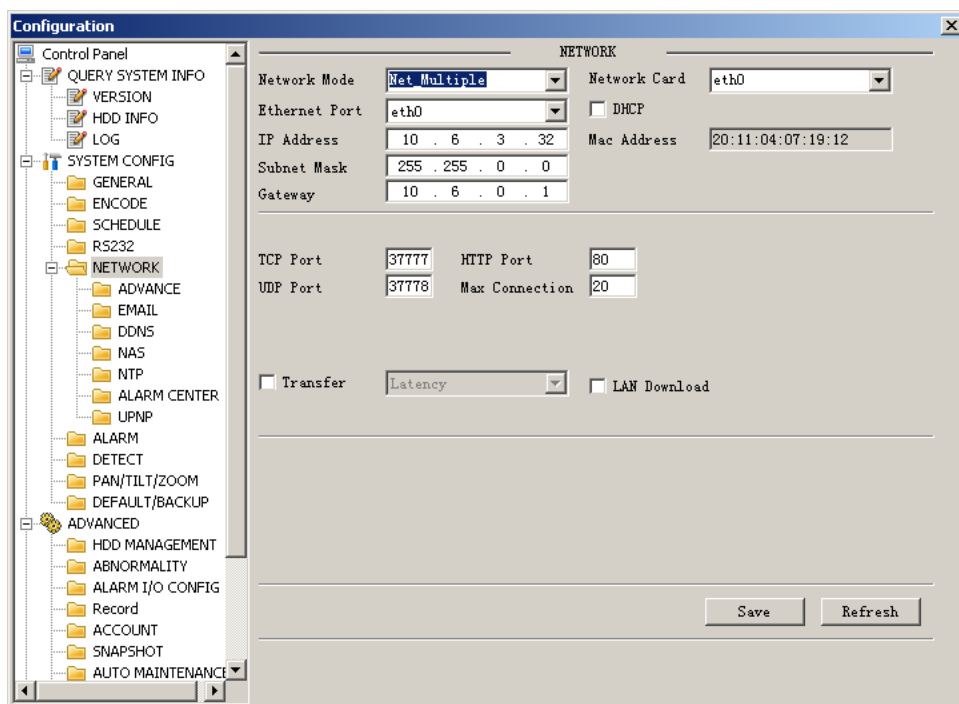 Configuration
Control Panel
QUERY SYSTEM INFO
VERSION
HDD INFO
LOG
SYSTEM CONFIG
GENERAL
ENCODE
SCHEDULE
RS232
NETWORK
ADVANCE
EMAIL
DDNS
NAS
NTP
ALARM CENTER
UPNP
ALARM
DETECT
PAN/TILT/ZOOM
DEFAULT/BACKUP
ADVANCED
HDD MANAGEMENT
ABNORMALITY
ALARM I/O CONFIG
Record
ACCOUNT
SNAPSHOT
AUTO MAINTENANCE
NETWORK
Network Mode Net_Multiple Network Card eth0
Ethernet Port eth0 DHCP
IP Address 10 . 6 . 3 . 32 Mac Address 20:11:04:07:19:12
Subnet Mask 255 . 255 . 0 . 0
Gateway 10 . 6 . 0 . 1
TCP Port 37777 HTTP Port 80
UDP Port 37778 Max Connection 20
Transfer Latency LAN Download
Save Refresh